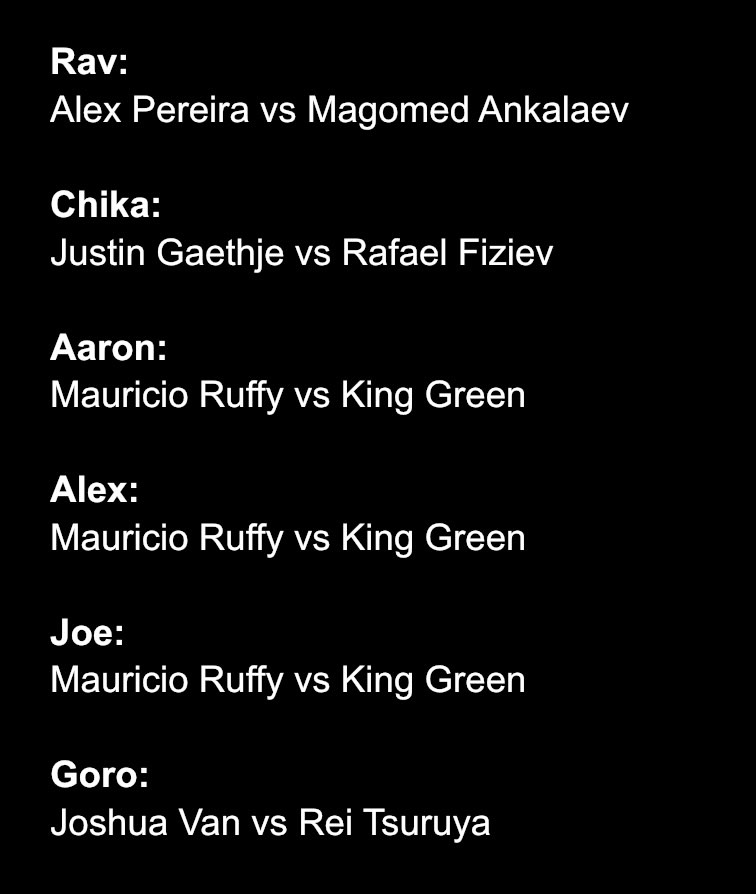 Rav:
Alex Pereira vs Magomed Ankalaev
Chika:
Justin Gaethje vs Rafael Fiziev
Aaron:
Mauricio Ruffy vs King Green
Alex:
Mauricio Ruffy vs King Green
Joe:
Mauricio Ruffy vs King Green
Goro:
Joshua Van vs Rei Tsuruya